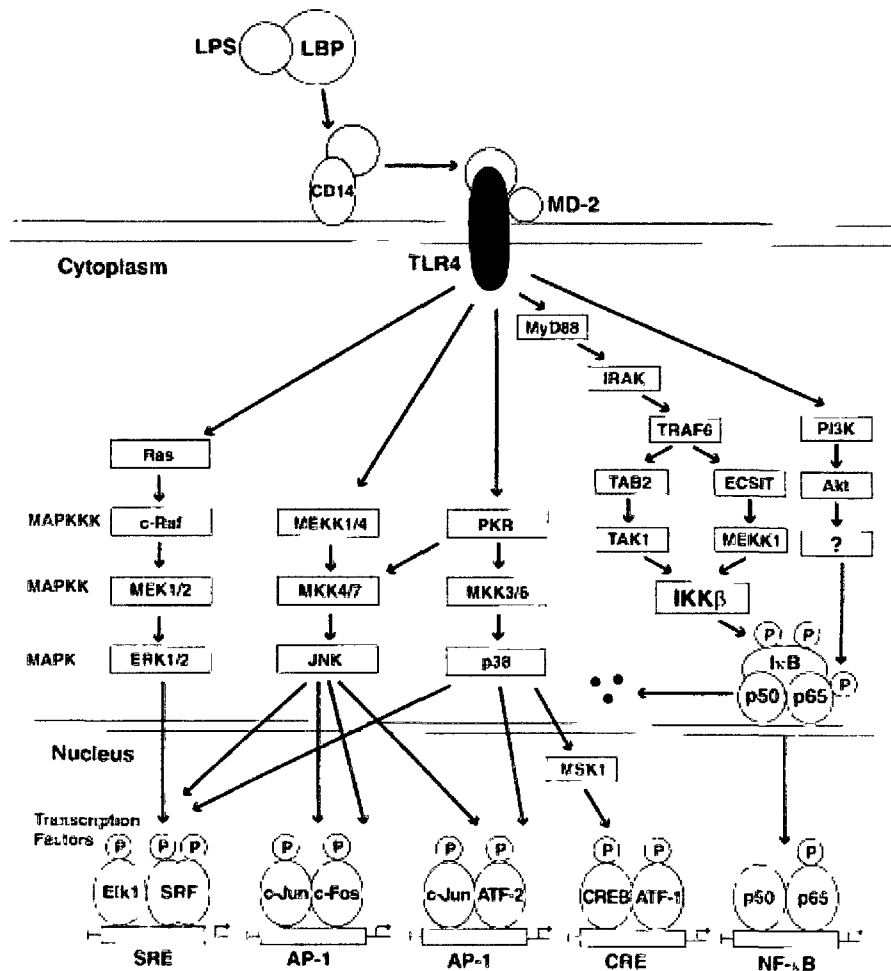 LPS LBP
CD14
MD-2
TLR4
Cytoplasm
MyD88
IRAK
TRAF6 PI3K
Ras
TAB2 ECSIT Akt
MAPKKK c-Raf MEKK1/4 PKR
TAK1 MEKK1 ?
MAPKK MEK1/2 MKK4/7 MKK3/6
IKKβ
P P
MAPK ERK1/2 JNK p38
IκB
P
p50 p65
Nucleus
MSK1
Transcription
Factors
P P P P P P P P P P
Elk1 SRF c-Jun c-Fos c-Jun ATF-2 CREB ATF-1 p50 p65
SRE AP-1 AP-1 CRE NF-κB